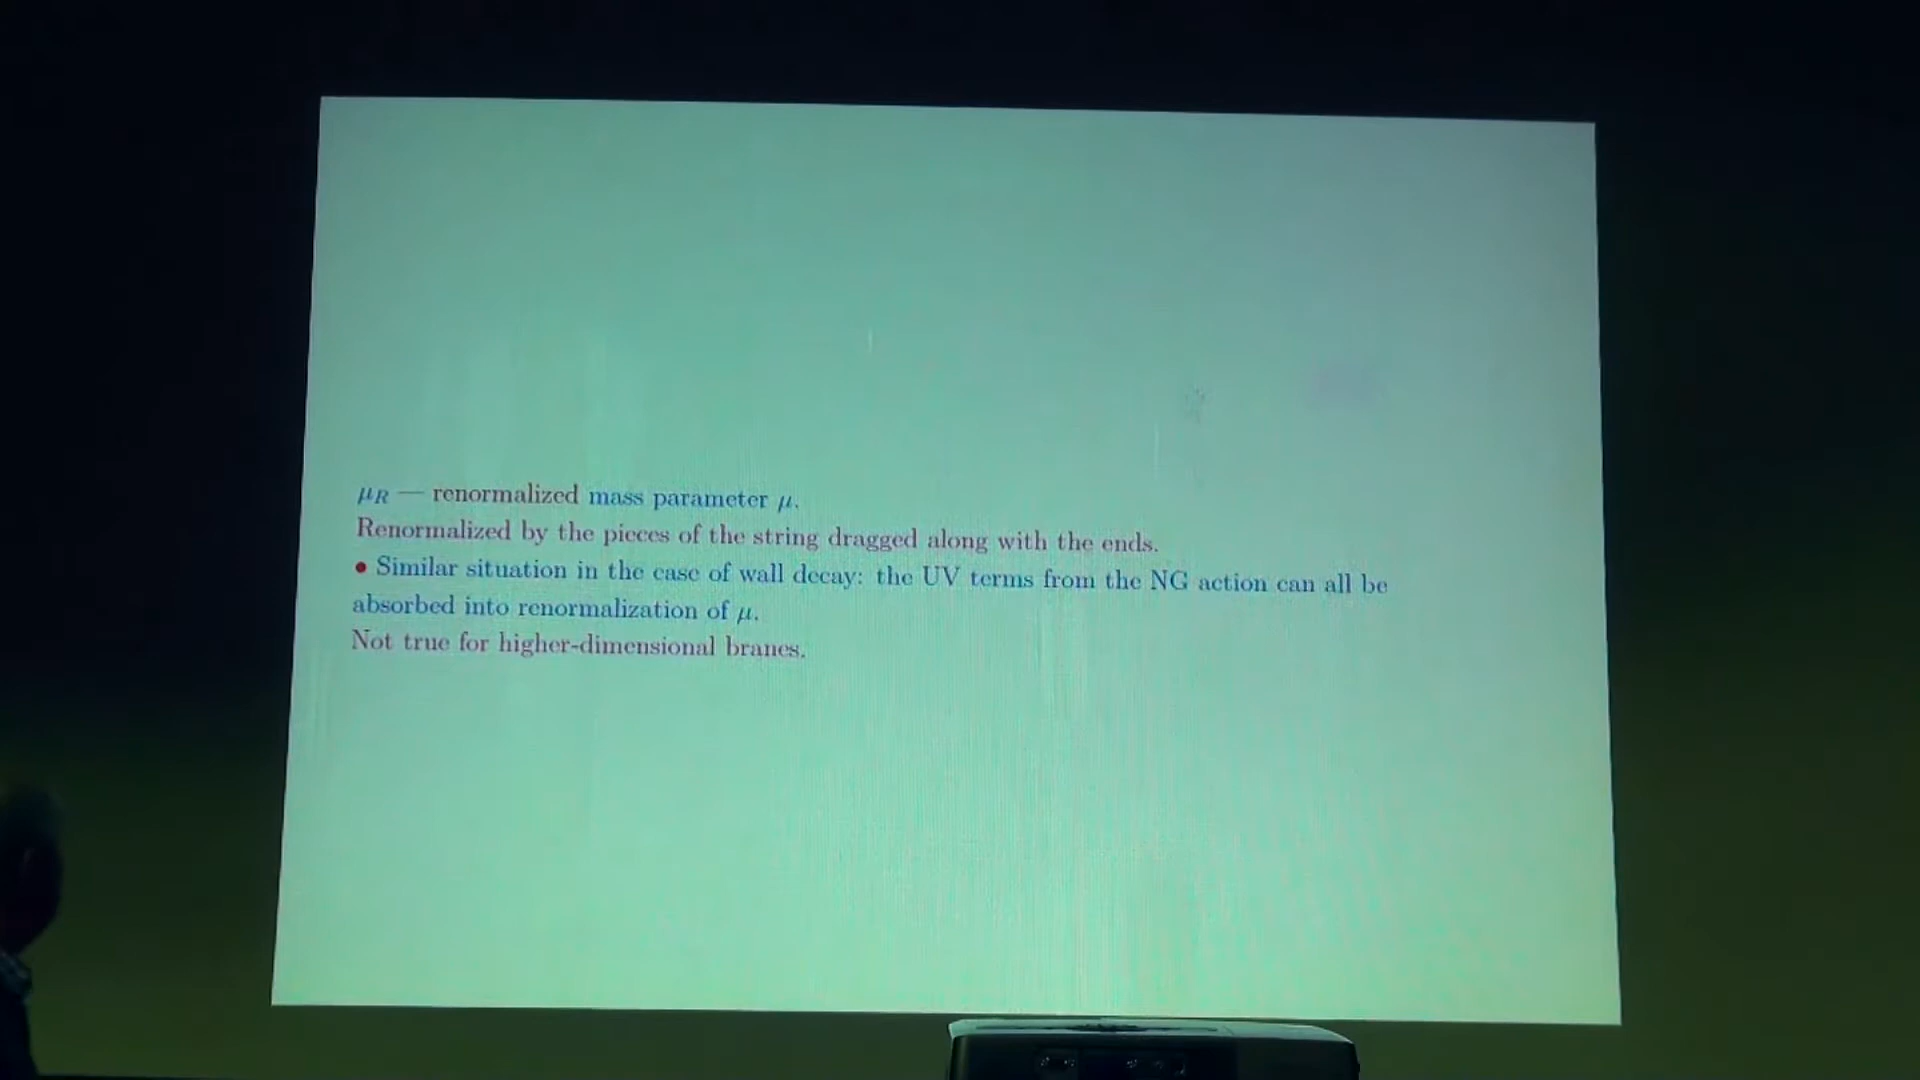 μR — renormalized mass parameter μ.
Renormalized by the pieces of the string dragged along with the ends.
• Similar situation in the case of wall decay: the UV terms from the NG action can all be
absorbed into renormalization of μ.
Not true for higher-dimensional branes.